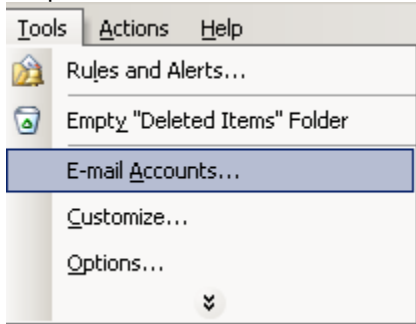 Tools Actions Help
Rules and Alerts...
Empty "Deleted Items" Folder
E-mail Accounts...
Customize...
Options...